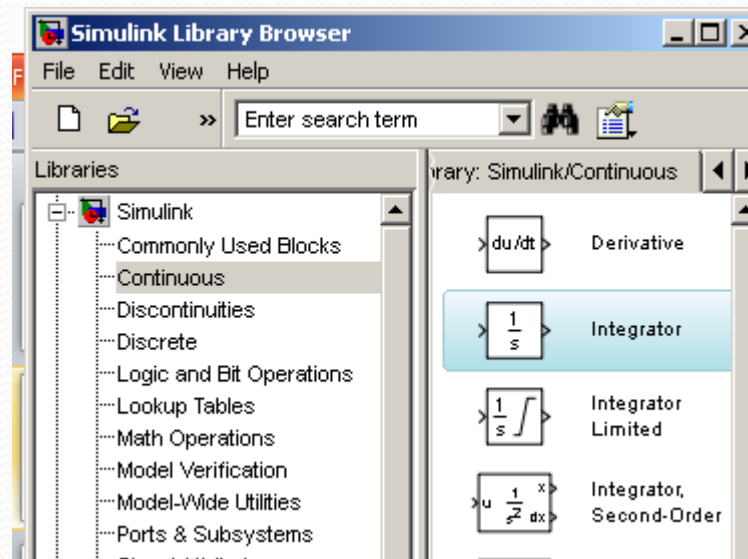 Simulink Library Browser
File Edit View Help
» Enter search term
Libraries
rary: Simulink/Continuous
Simulink
Commonly Used Blocks
Continuous
Discontinuities
Discrete
Logic and Bit Operations
Lookup Tables
Math Operations
Model Verification
Model-Wide Utilities
Ports & Subsystems
du/dt Derivative
1
s
Integrator
1
s
Integrator
Limited
u 1 x
s² dx
Integrator,
Second-Order
F